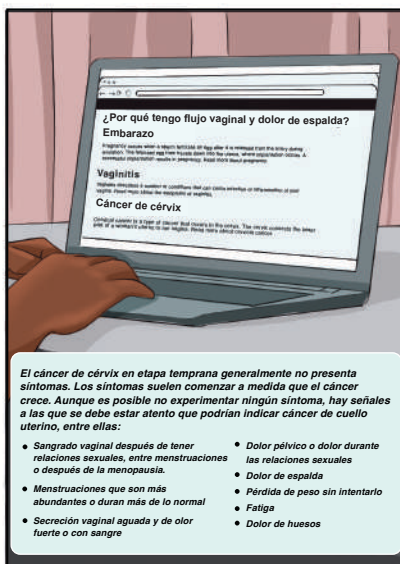 ¿Por qué tengo flujo vaginal y dolor de espalda?
Embarazo
Vaginitis
Cáncer de cérvix
El cáncer de cérvix en etapa temprana generalmente no presenta
síntomas. Los síntomas suelen comenzar a medida que el cáncer
crece. Aunque es posible no experimentar ningún síntoma, hay señales
a las que se debe estar atento que podrían indicar cáncer de cuello
uterino, entre ellas:
• Sangrado vaginal después de tener
relaciones sexuales, entre menstruaciones
o después de la menopausia.
• Menstruaciones que son más
abundantes o duran más de lo normal
• Secreción vaginal aguada y de olor
fuerte o con sangre
• Dolor pélvico o dolor durante
las relaciones sexuales
• Dolor de espalda
• Pérdida de peso sin intentarlo
• Fatiga
• Dolor de huesos